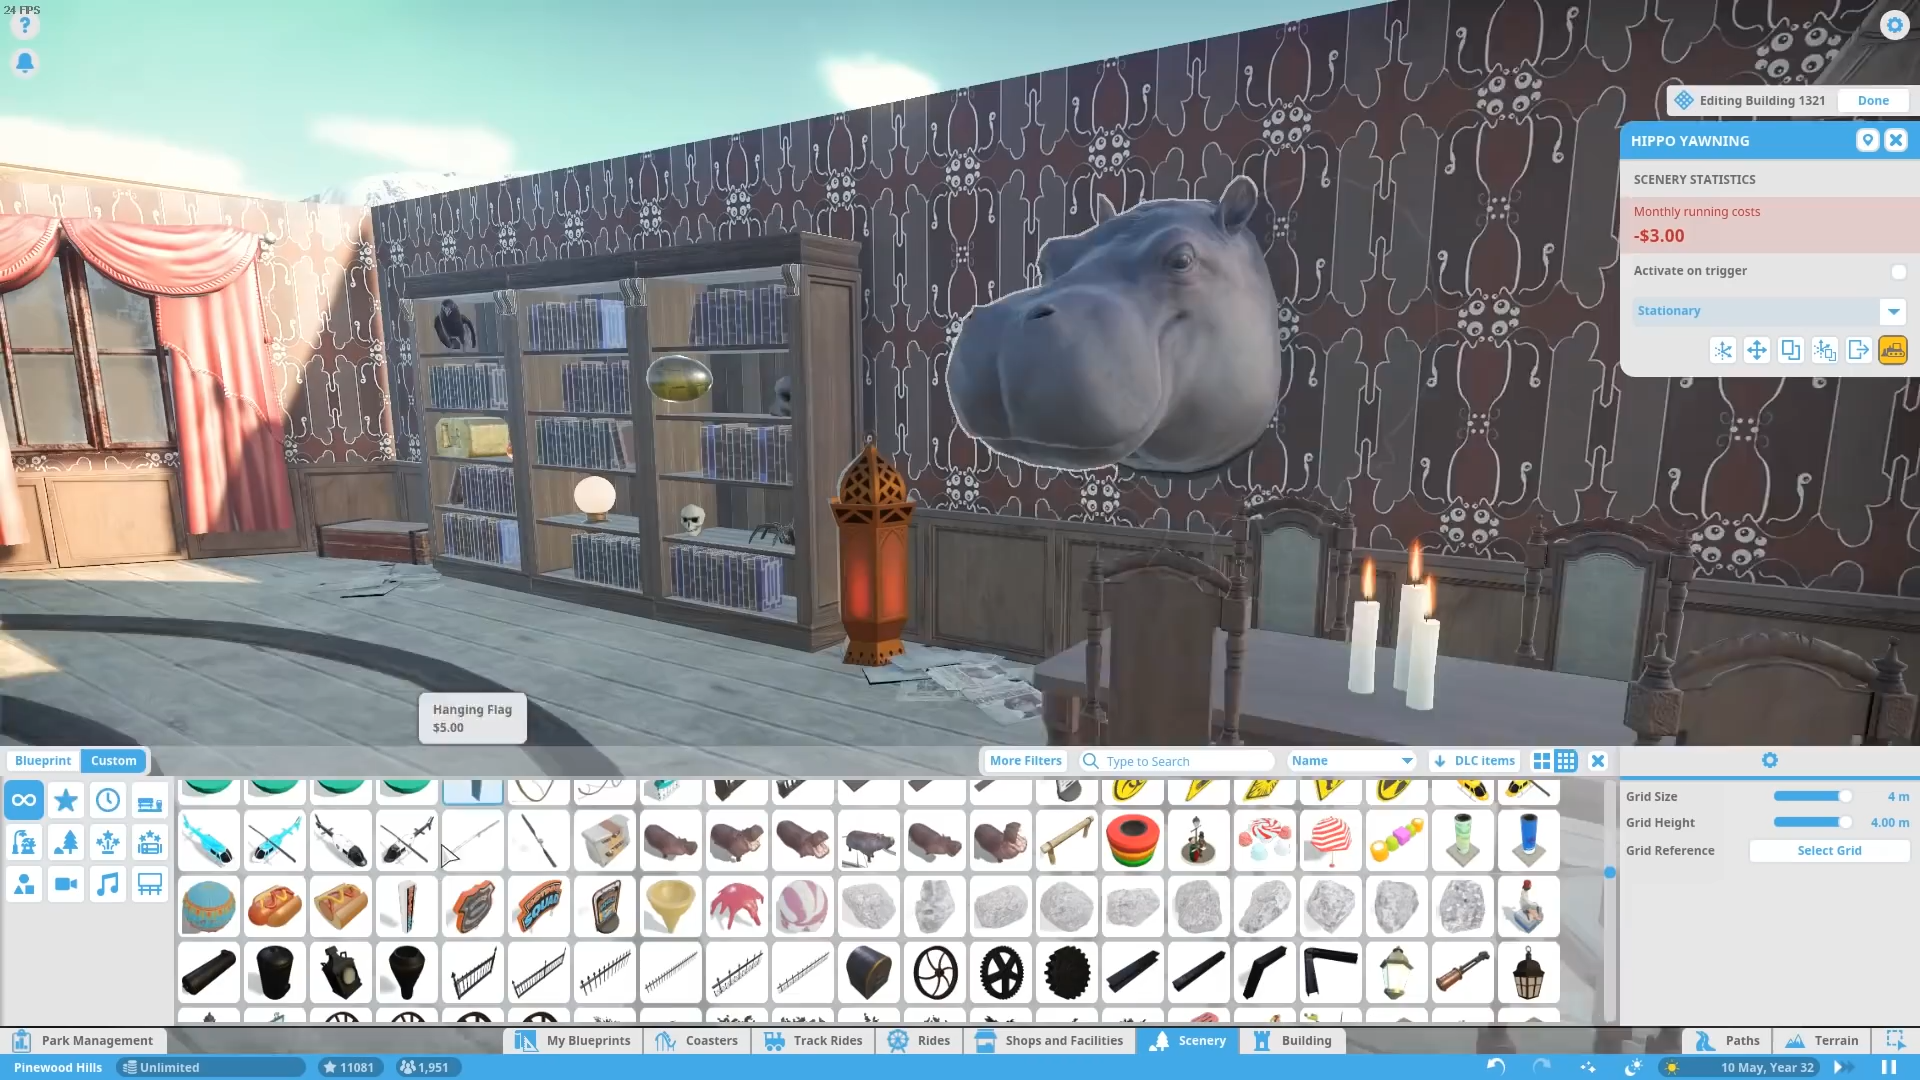 24 FPS
?
Editing Building 1321
Done
HIPPO YAWNING
SCENERY STATISTICS
Monthly running costs
-$3.00
Activate on trigger
Stationary
Hanging Flag
$5.00
Blueprint
Custom
More Filters
Type to Search
Name
DLC items
Grid Size
4 m
Grid Height
4.00 m
Grid Reference
Select Grid
SQUAD
Park Management
My Blueprints
Coasters
Track Rides
Rides
Shops and Facilities
Scenery
Building
Paths
Terrain
Pinewood Hills
Unlimited
11081
1,951
10 May, Year 32